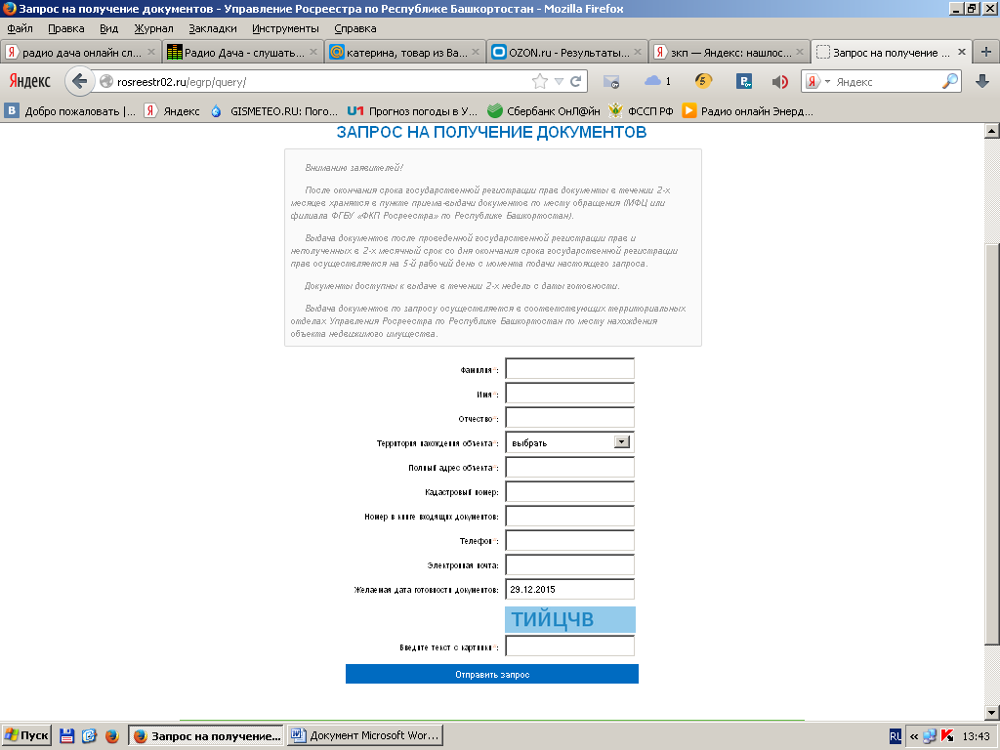 Запрос на получение документов - Управление Росреестра по Республике Башкортостан - Mozilla Firefox
Файл Правка Вид Журнал Закладки Инструменты Справка
радио дача онлайн сл... Радио Дача - слушать... катерина, товар из Ва... OZON.ru - Результаты... зкп — Яндекс: нашлос... Запрос на получение ...
Яндекс rosreestr02.ru/egrp/query/ 1 5 Яндекс
Добро пожаловать |... Яндекс GISMETEO.RU: Пого... Прогноз погоды в У... Сбербанк ОнЛ@йн ФССП РФ Радио онлайн Энерд...
ЗАПРОС НА ПОЛУЧЕНИЕ ДОКУМЕНТОВ
Вниманию заявителей!
После окончания срока государственной регистрации прав документы в течении 2-х
месяцев хранятся в пункте приема-выдачи документов по месту обращения (МФЦ или
филиала ФГБУ «ФКП Росреестра» по Республике Башкортостан).
Выдача документов после проведенной государственной регистрации прав и
неполученных в 2-х месячный срок со дня окончания срока государственной регистрации
прав осуществляется на 5-й рабочий день с момента подачи настоящего запроса.
Документы доступны к выдаче в течении 2-х недель с даты готовности.
Выдача документов по запросу осуществляется в соответствующих территориальных
отделах Управления Росреестра по Республике Башкортостан по месту нахождения
объекта недвижимого имущества.
Фамилия*:
Имя*:
Отчество*:
Территория нахождения объекта*: выбрать
Полный адрес объекта*:
Кадастровый номер:
Номер в книге входящих документов:
Телефон*:
Электронная почта:
Желаемая дата готовности документов: 29.12.2015
ТИЙЦЧВ
Введите текст с картинки*:
Отправить запрос
Пуск Запрос на получение... Документ Microsoft Wor... RU « 13:43